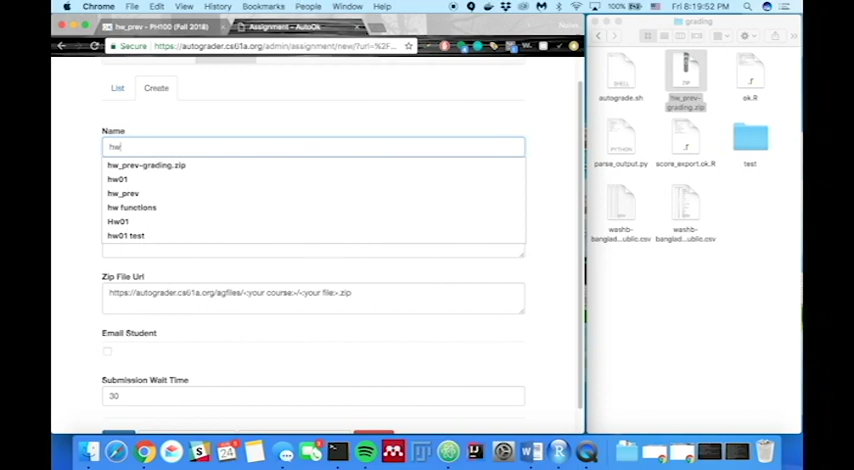 Chrome File Edit View History Bookmarks People Window Help
100% Fri 8:19:52 PM
hw_prev - PH100 (Fall 2018)
Assignment - AutoOk
Secure https://autograder.cs61a.org/admin/assignment/new/?url=%2F...
List Create
Name
hw
hw_prev-grading.zip
hw01
hw_prev
hw functions
Hw01
hw01 test
Zip File Url
https://autograder.cs61a.org/agfiles/<your course>/<your file>.zip
Email Student
Submission Wait Time
30
grading
SHELL
ZIP
.r
autograde.sh
hw_prev-
grading.zip
ok.R
PYTHON
.r
parse_output.py
score_export.ok.R
test
washb-
banglad...ublic.csv
washb-
banglad...ublic.csv